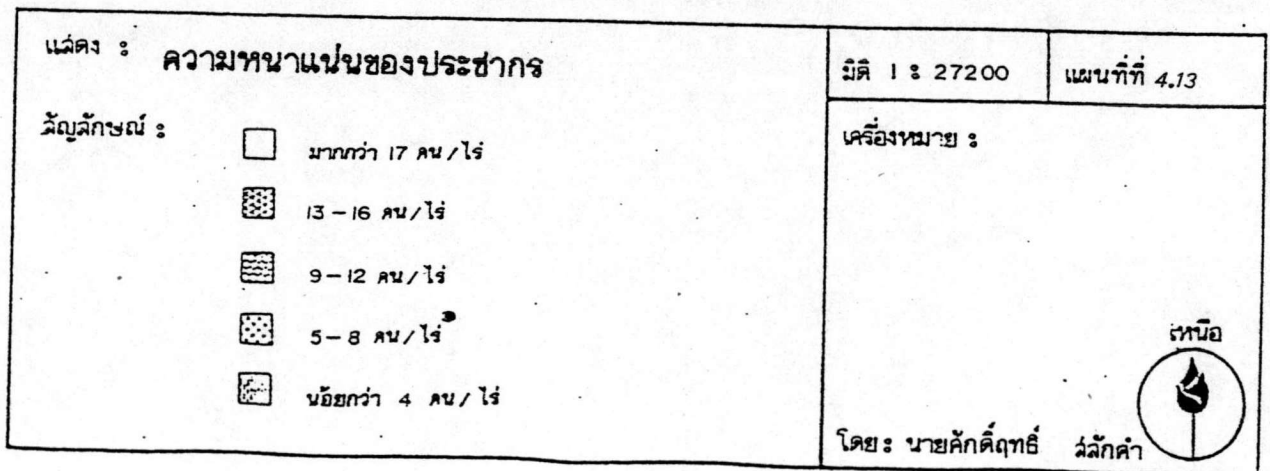 แสดง : ความหนาแน่นของประชากร
สัญลักษณ์ :
มากกว่า 17 คน/ไร่
13 – 16 คน/ไร่
9 – 12 คน/ไร่
5 – 8 คน/ไร่
น้อยกว่า 4 คน/ไร่
มิติ 1 : 27200
แผนที่ที่ 4.13
เครื่องหมาย :
เหนือ
โดย : นายศักดิ์ฤทธิ์ สลักคำ